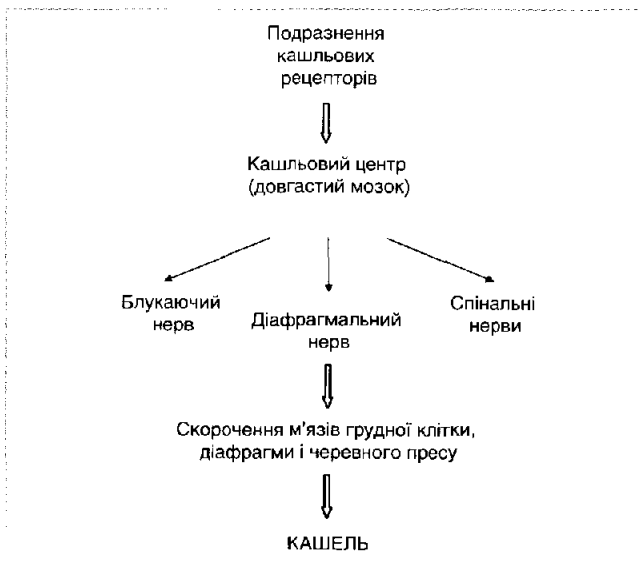 Подразнення
кашльових
рецепторів
Кашльовий центр
(довгастий мозок)
Блукаючий
нерв
Діафрагмальний
нерв
Спінальні
нерви
Скорочення м'язів грудної клітки,
діафрагми і черевного пресу
КАШЕЛЬ